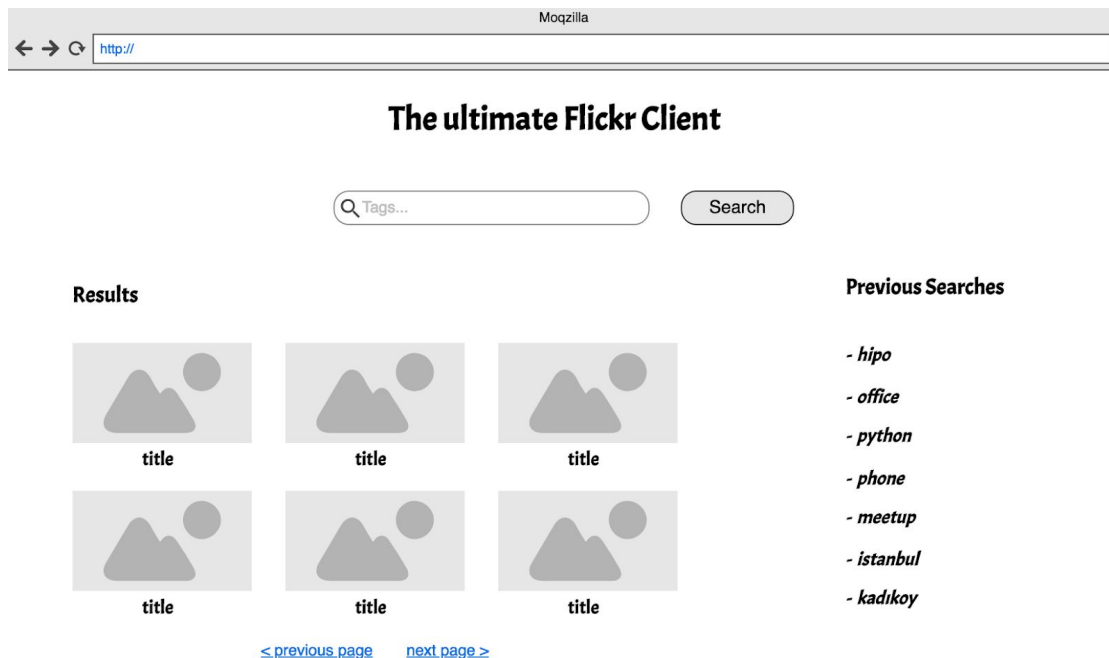 Moqzilla
http://
The ultimate Flickr Client
Tags...
Search
Results
title
title
title
title
title
title
< previous page
next page >
Previous Searches
- hipo
- office
- python
- phone
- meetup
- istanbul
- kadıkoy